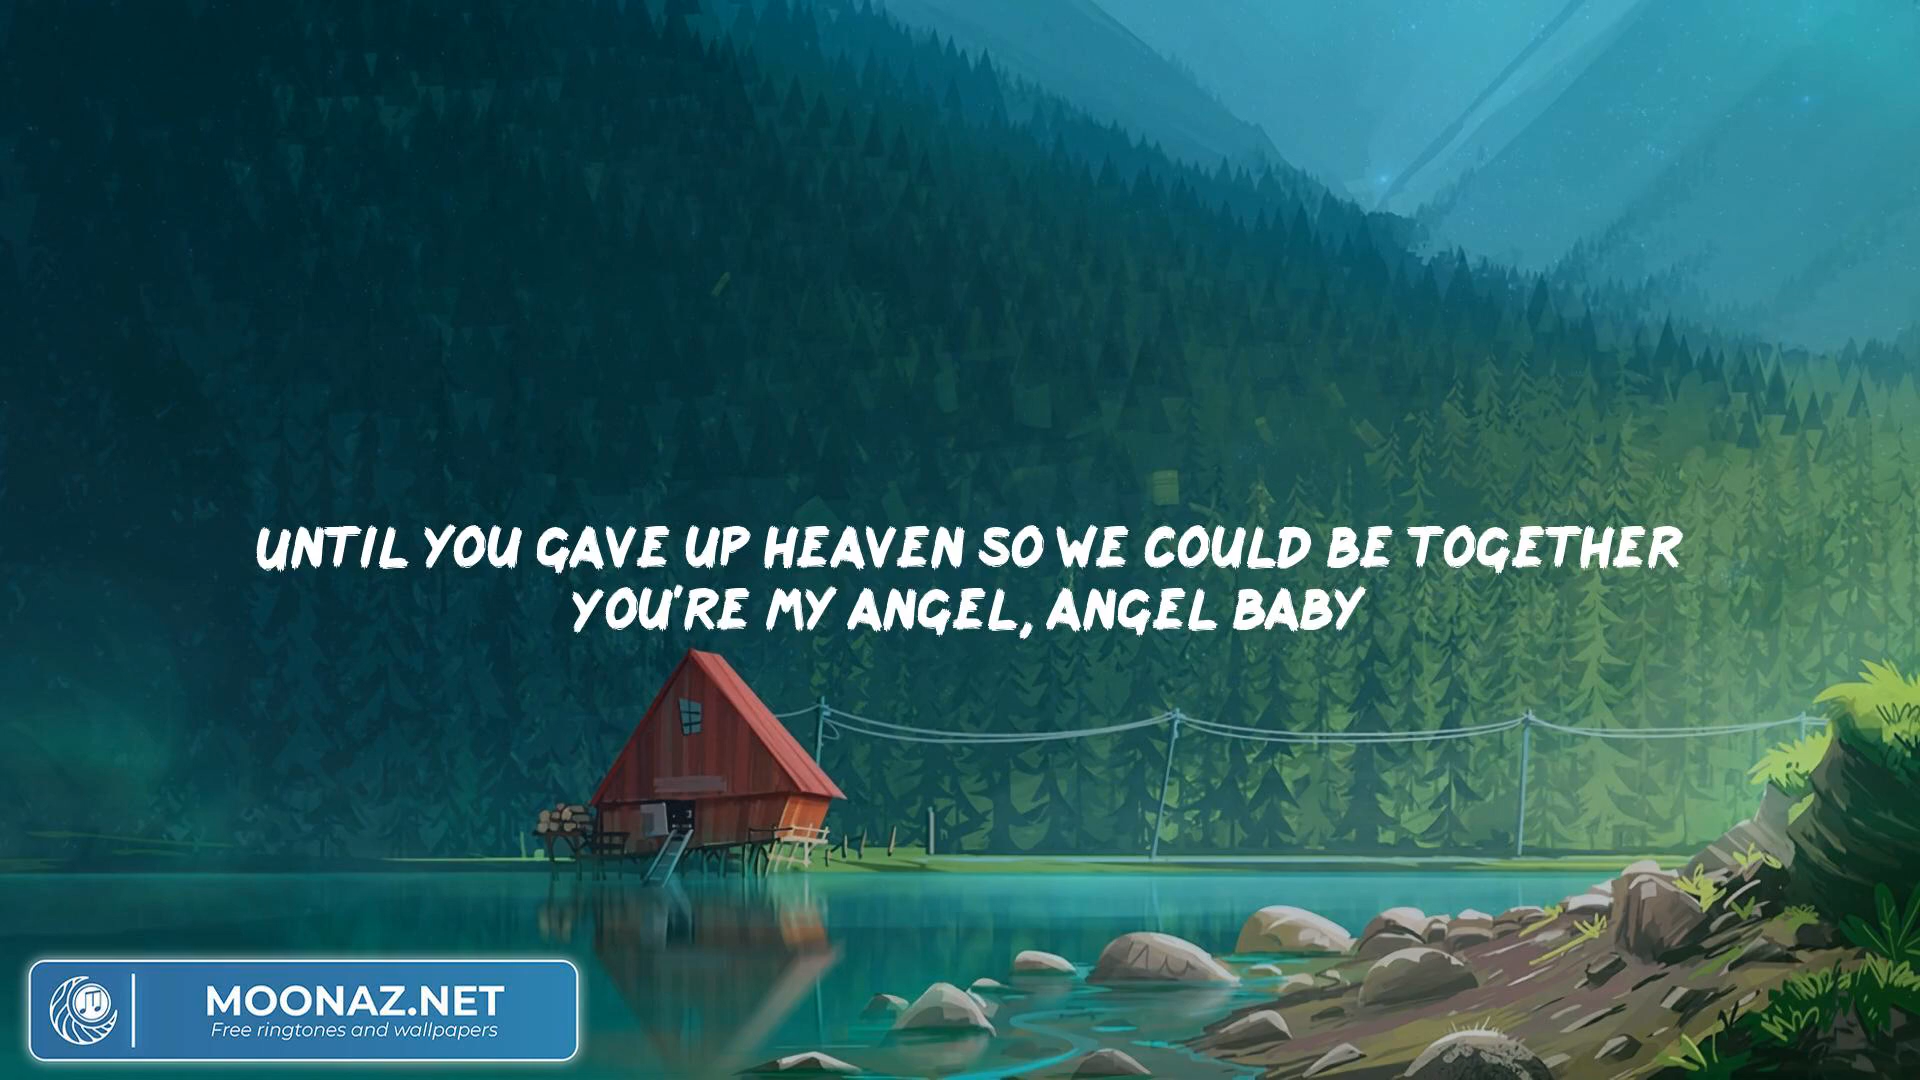 UNTIL YOU GAVE UP HEAVEN SO WE COULD BE TOGETHER
YOU'RE MY ANGEL, ANGEL BABY
MOONAZ.NET
Free ringtones and wallpapers